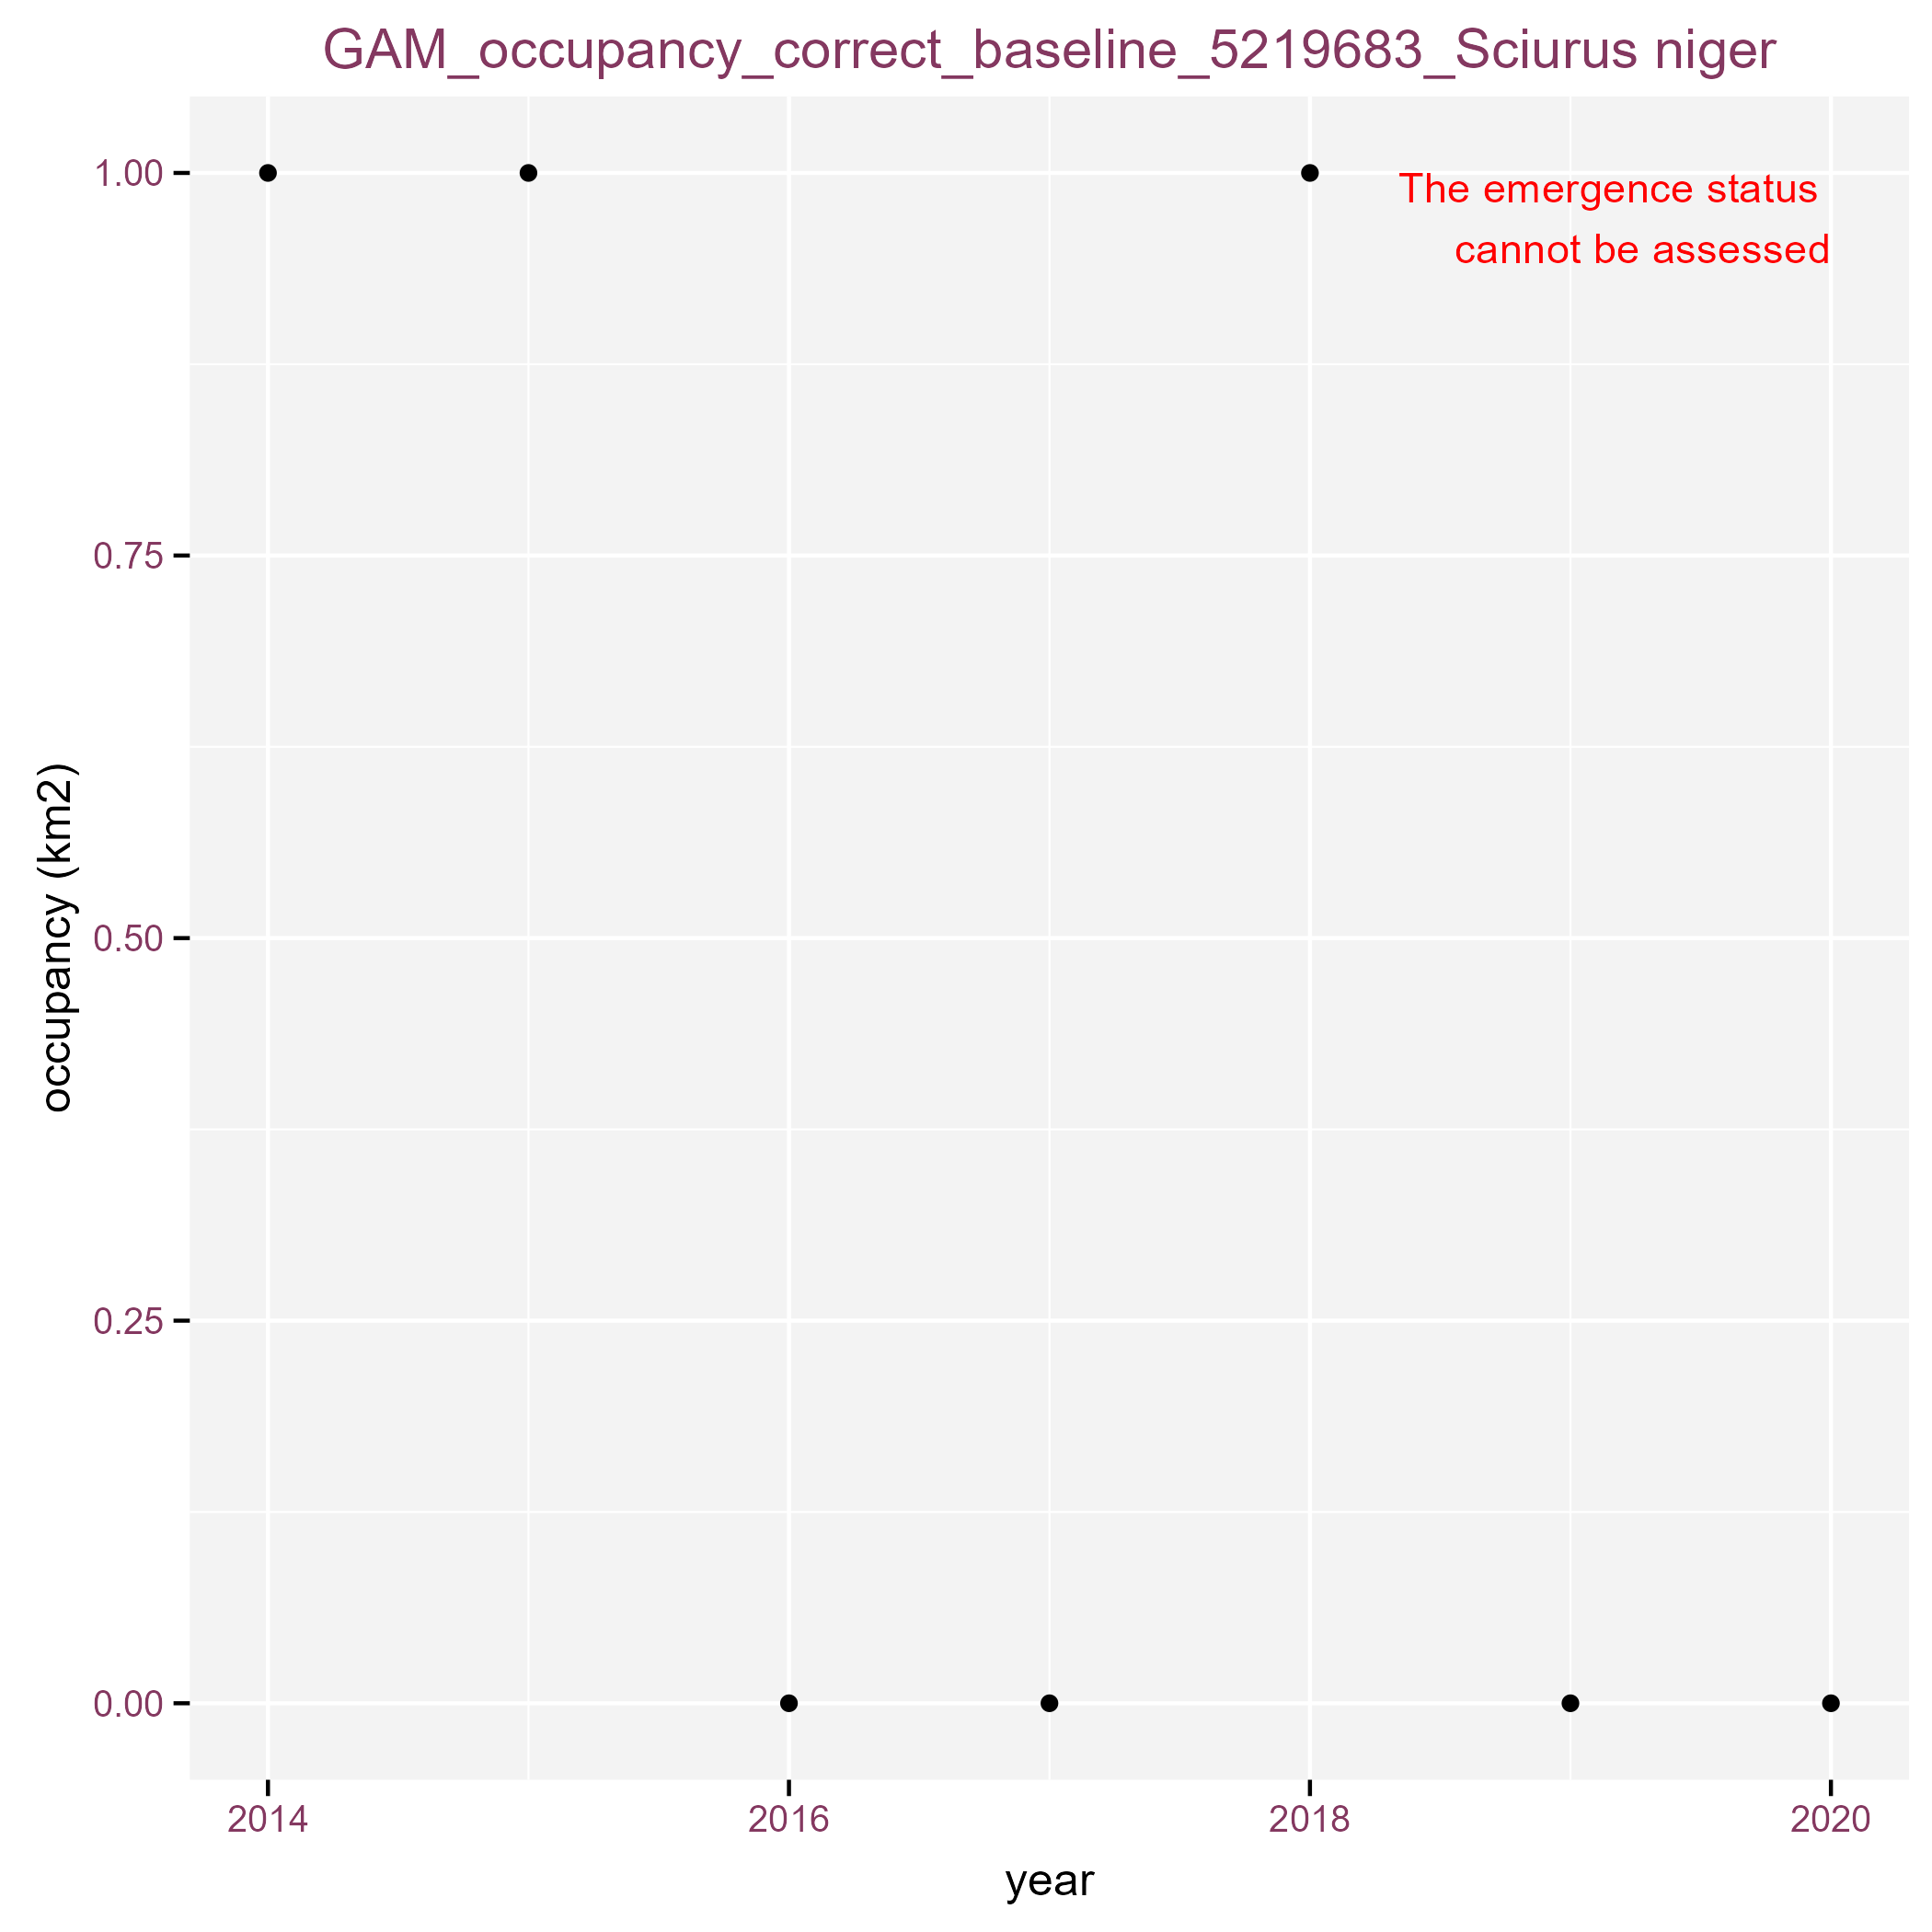 GAM_occupancy_correct_baseline_5219683_Sciurus niger
1.00
The emergence status
cannot be assessed
0.75
0.50
0.25
0.00
occupancy (km2)
2014 2016 2018 2020
year